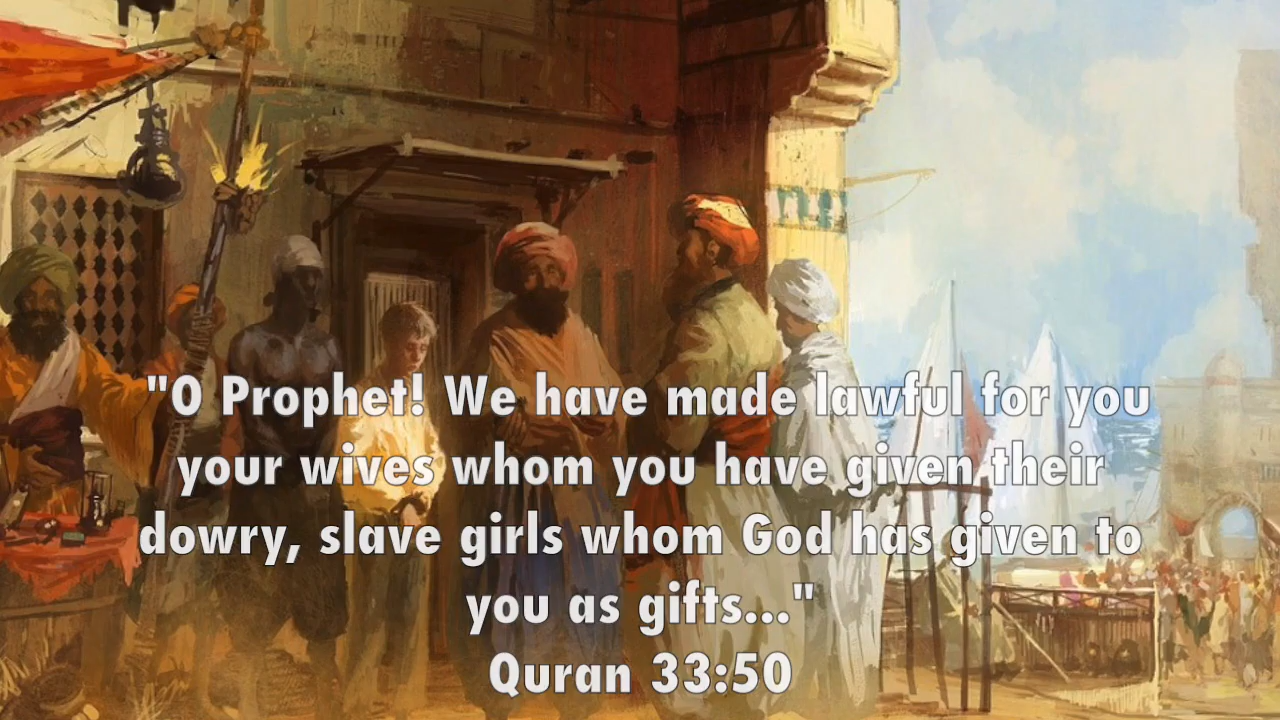 "O Prophet! We have made lawful for you
your wives whom you have given their
dowry, slave girls whom God has given to
you as gifts..."
Quran 33:50